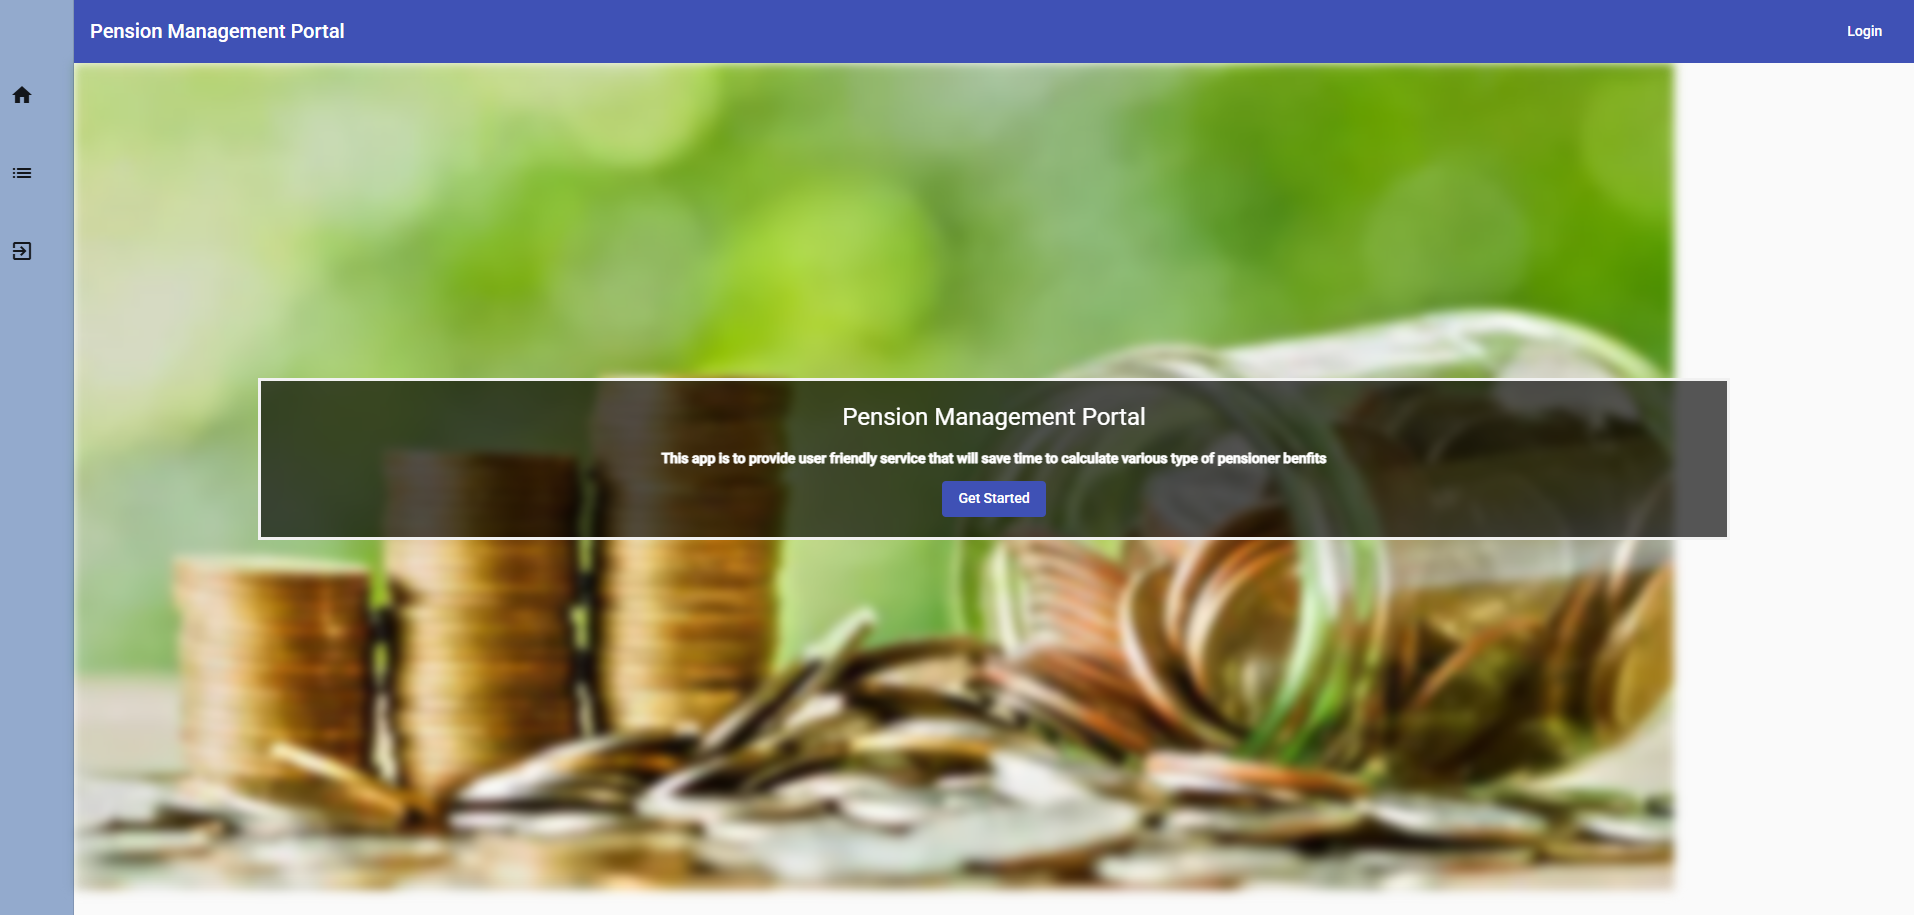 Pension Management Portal
Login
Pension Management Portal
This app is to provide user friendly service that will save time to calculate various type of pensioner benfits
Get Started